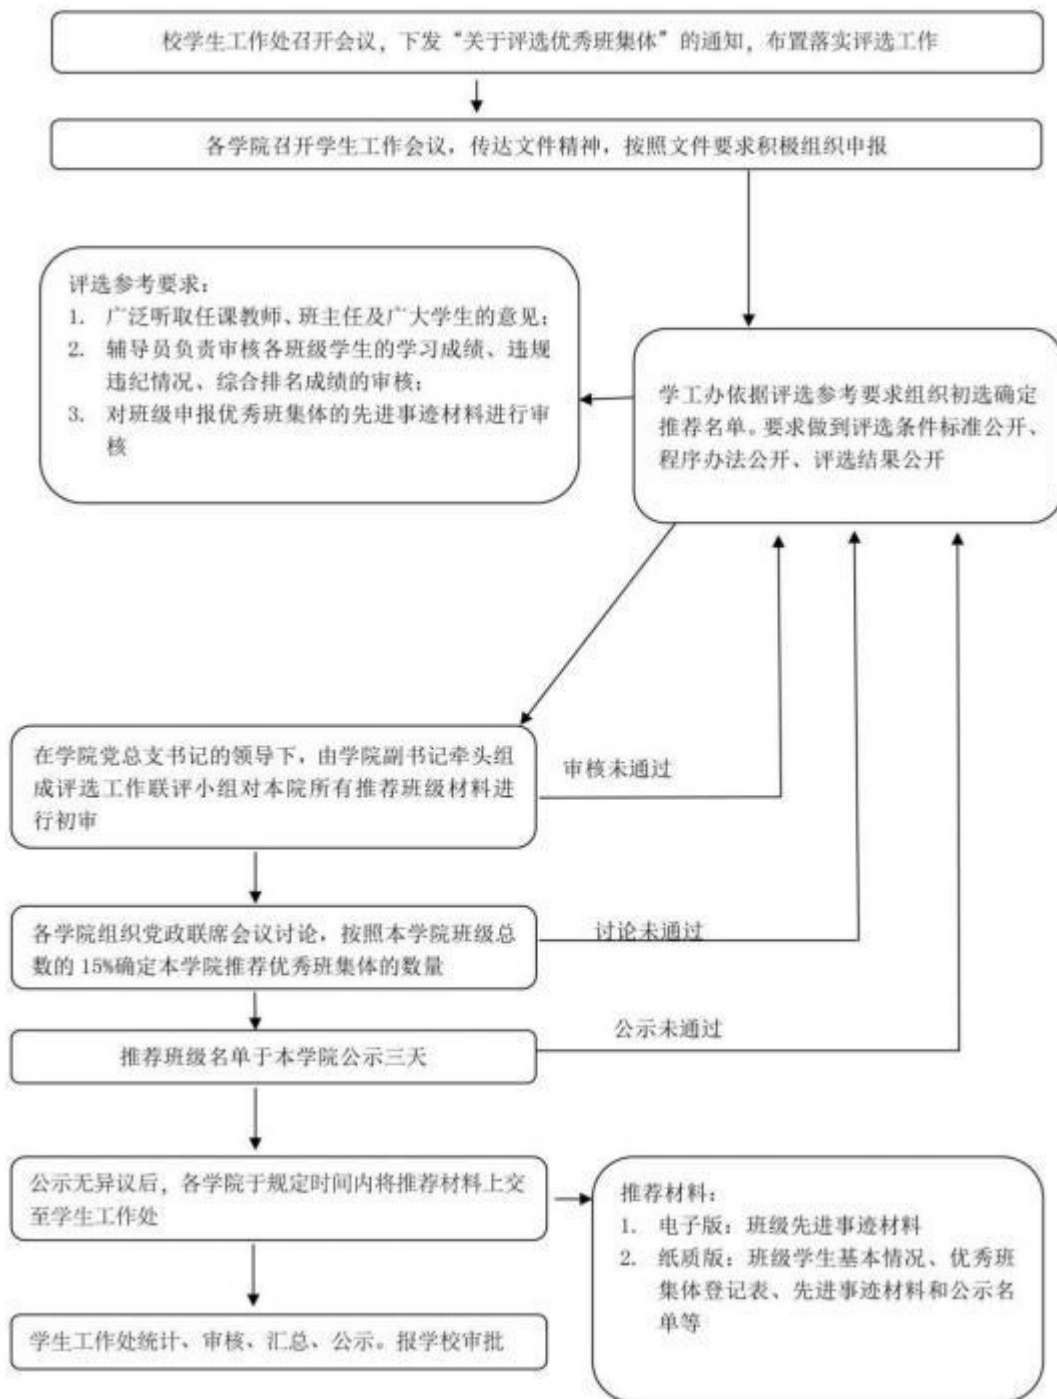 校学生工作处召开会议，下发“关于评选优秀班集体”的通知，布置落实评选工作
各学院召开学生工作会议，传达文件精神，按照文件要求积极组织申报
评选参考要求：
1. 广泛听取任课教师、班主任及广大学生的意见；
2. 辅导员负责审核各班级学生的学习成绩、违规
违纪情况、综合排名成绩的审核；
3. 对班级申报优秀班集体的先进事迹材料进行审
核
学工办依据评选参考要求组织初选确定
推荐名单。要求做到评选条件标准公开、
程序办法公开、评选结果公开
在学院党总支书记的领导下，由学院副书记牵头组
成评选工作联评小组对本院所有推荐班级材料进
行初审
审核未通过
各学院组织党政联席会议讨论，按照本学院班级总
数的 15%确定本学院推荐优秀班集体的数量
讨论未通过
推荐班级名单于本学院公示三天
公示未通过
公示无异议后，各学院于规定时间内将推荐材料上交
至学生工作处
推荐材料：
1. 电子版：班级先进事迹材料
2. 纸质版：班级学生基本情况、优秀班
集体登记表、先进事迹材料和公示名
单等
学生工作处统计、审核、汇总、公示。报学校审批